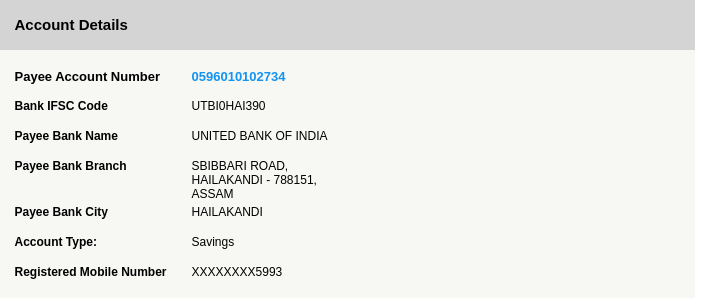 Account Details
Payee Account Number 0596010102734
Bank IFSC Code UTBI0HAI390
Payee Bank Name UNITED BANK OF INDIA
Payee Bank Branch SBIBBARI ROAD,
HAILAKANDI - 788151,
ASSAM
Payee Bank City HAILAKANDI
Account Type: Savings
Registered Mobile Number XXXXXXXX5993